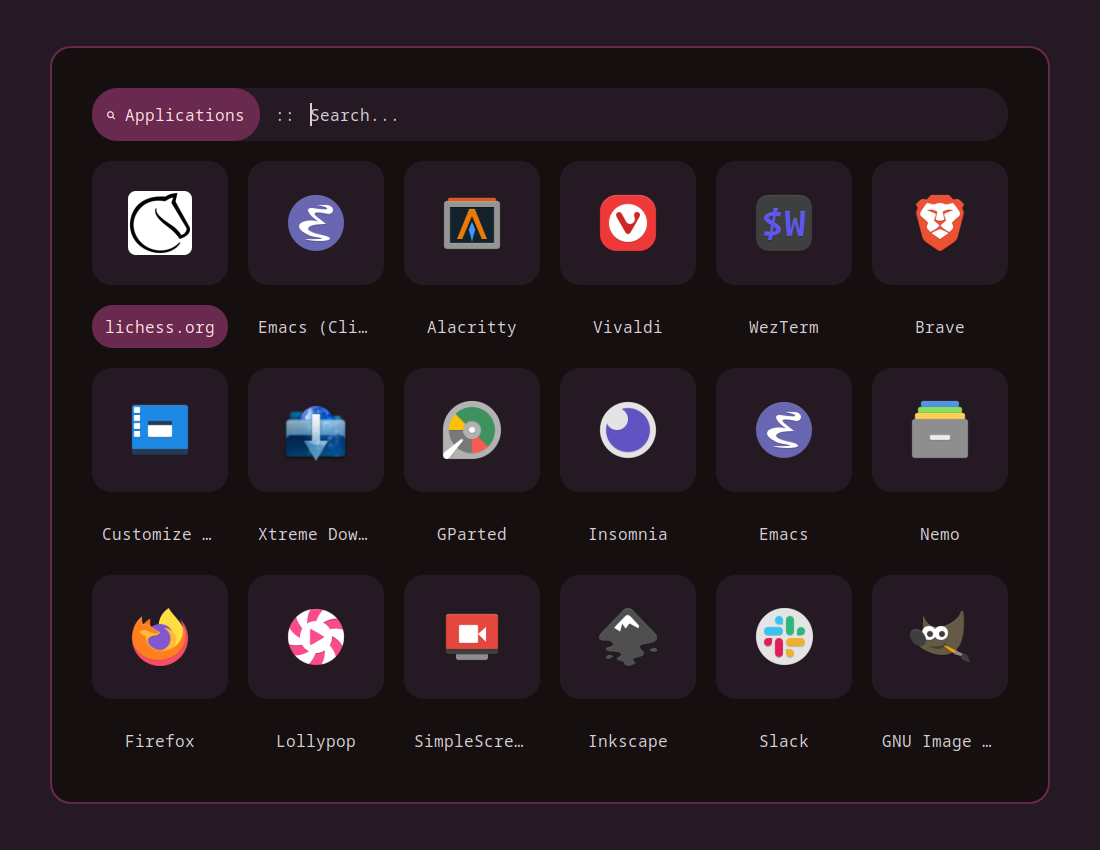 Applications :: Search...
$W
lichess.org Emacs (Cli… Alacritty Vivaldi WezTerm Brave
Customize … Xtreme Dow… GParted Insomnia Emacs Nemo
Firefox Lollypop SimpleScre… Inkscape Slack GNU Image …